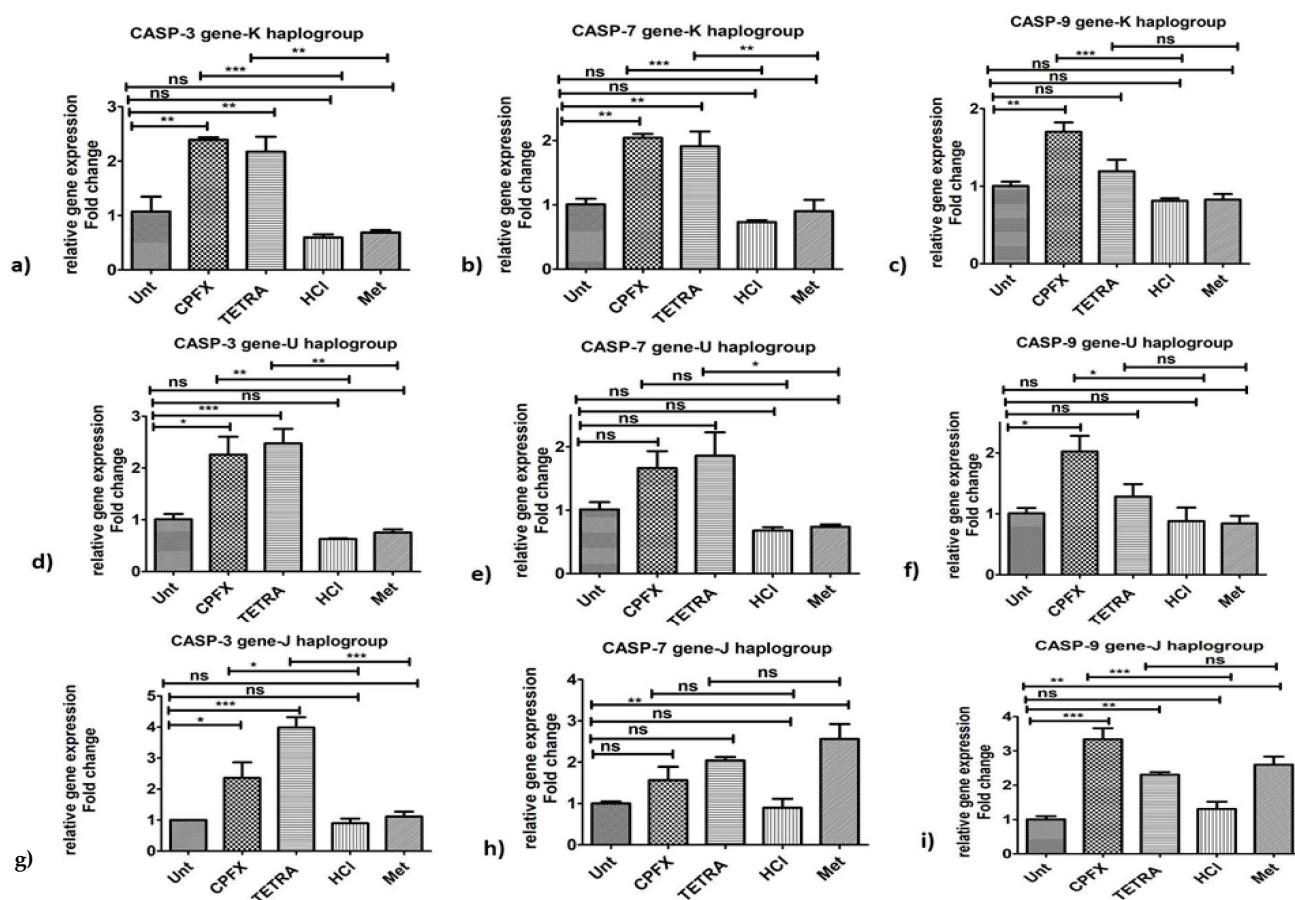 CASP-3 gene-K haplogroup
**
***
ns
ns
**
**
relative gene expression
Fold change
3
2
1
0
Unt
CPFX
TETRA
HCl
Met
a)
CASP-7 gene-K haplogroup
**
***
ns
ns
**
**
relative gene expression
Fold change
2
1
0
Unt
CPFX
TETRA
HCl
Met
b)
CASP-9 gene-K haplogroup
ns
***
ns
ns
ns
**
relative gene expression
Fold change
2
1
0
Unt
CPFX
TETRA
HCl
Met
c)
CASP-3 gene-U haplogroup
**
**
ns
ns
***
*
relative gene expression
Fold change
3
2
1
0
Unt
CPFX
TETRA
HCl
Met
d)
CASP-7 gene-U haplogroup
*
ns
ns
ns
ns
ns
relative gene expression
Fold change
2
1
0
Unt
CPFX
TETRA
HCl
Met
e)
CASP-9 gene-U haplogroup
ns
*
ns
ns
ns
*
relative gene expression
Fold change
2
1
0
Unt
CPFX
TETRA
HCl
Met
f)
CASP-3 gene-J haplogroup
***
*
ns
ns
***
*
relative gene expression
Fold change
5
4
3
2
1
0
Unt
CPFX
TETRA
HCl
Met
g)
CASP-7 gene-J haplogroup
ns
ns
**
ns
ns
ns
relative gene expression
Fold change
4
3
2
1
0
Unt
CPFX
TETRA
HCl
Met
h)
CASP-9 gene-J haplogroup
ns
***
**
ns
**
***
relative gene expression
Fold change
4
3
2
1
0
Unt
CPFX
TETRA
HCl
Met
i)